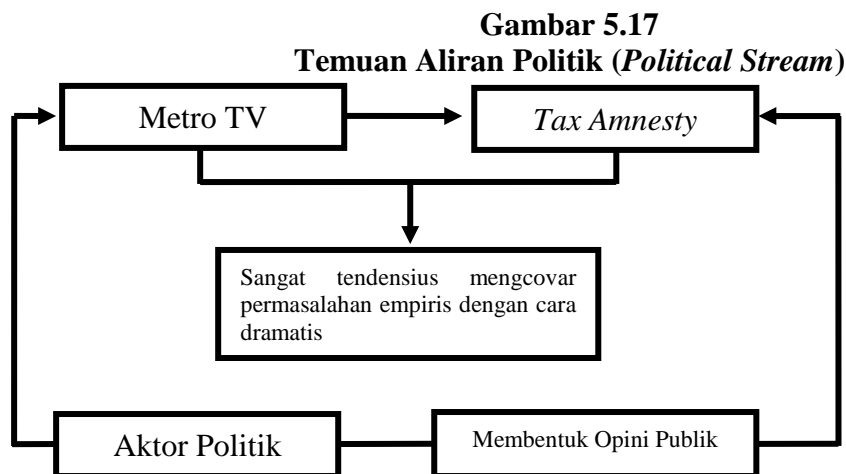 Gambar 5.17
Temuan Aliran Politik (Political Stream)
Metro TV
Tax Amnesty
Sangat tendensius mengcovar
permasalahan empiris dengan cara
dramatis
Aktor Politik
Membentuk Opini Publik